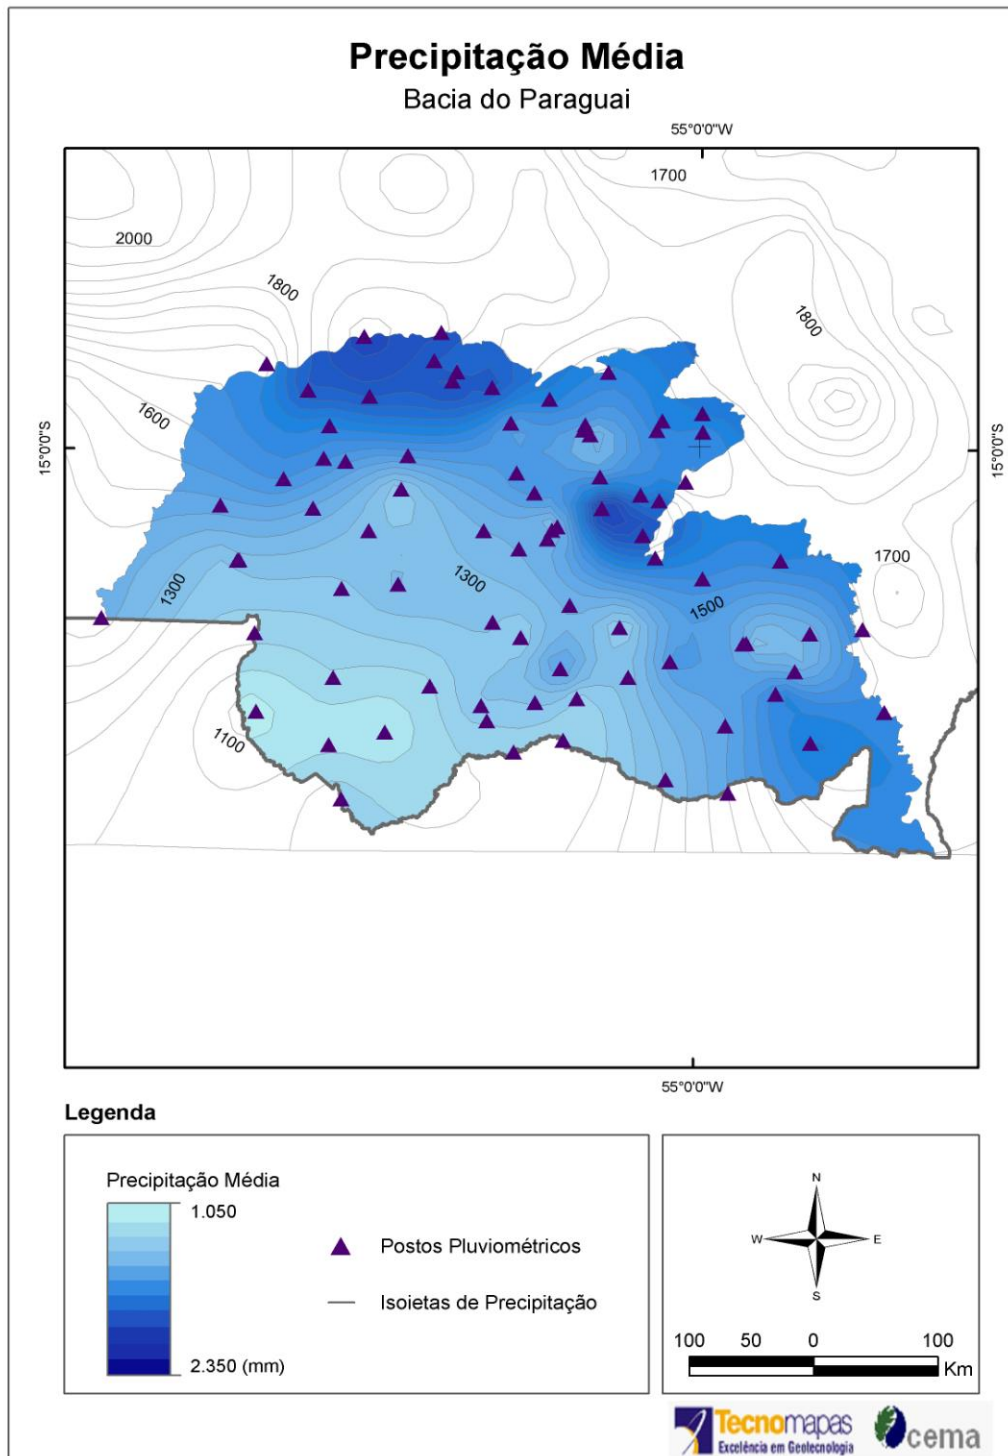 Precipitação Média
Bacia do Paraguai
55°0'0"W
1700
2000
1800
1800
1600
15°0'0"S
15°0'0"S
1700
1300
1300
1500
1100
55°0'0"W
Legenda
Precipitação Média
1.050
2.350 (mm)
Postos Pluviométricos
Isoietas de Precipitação
N
W
E
S
100 50 0 100
Km
Tecnomapas
Excelência em Geotecnologia
cema